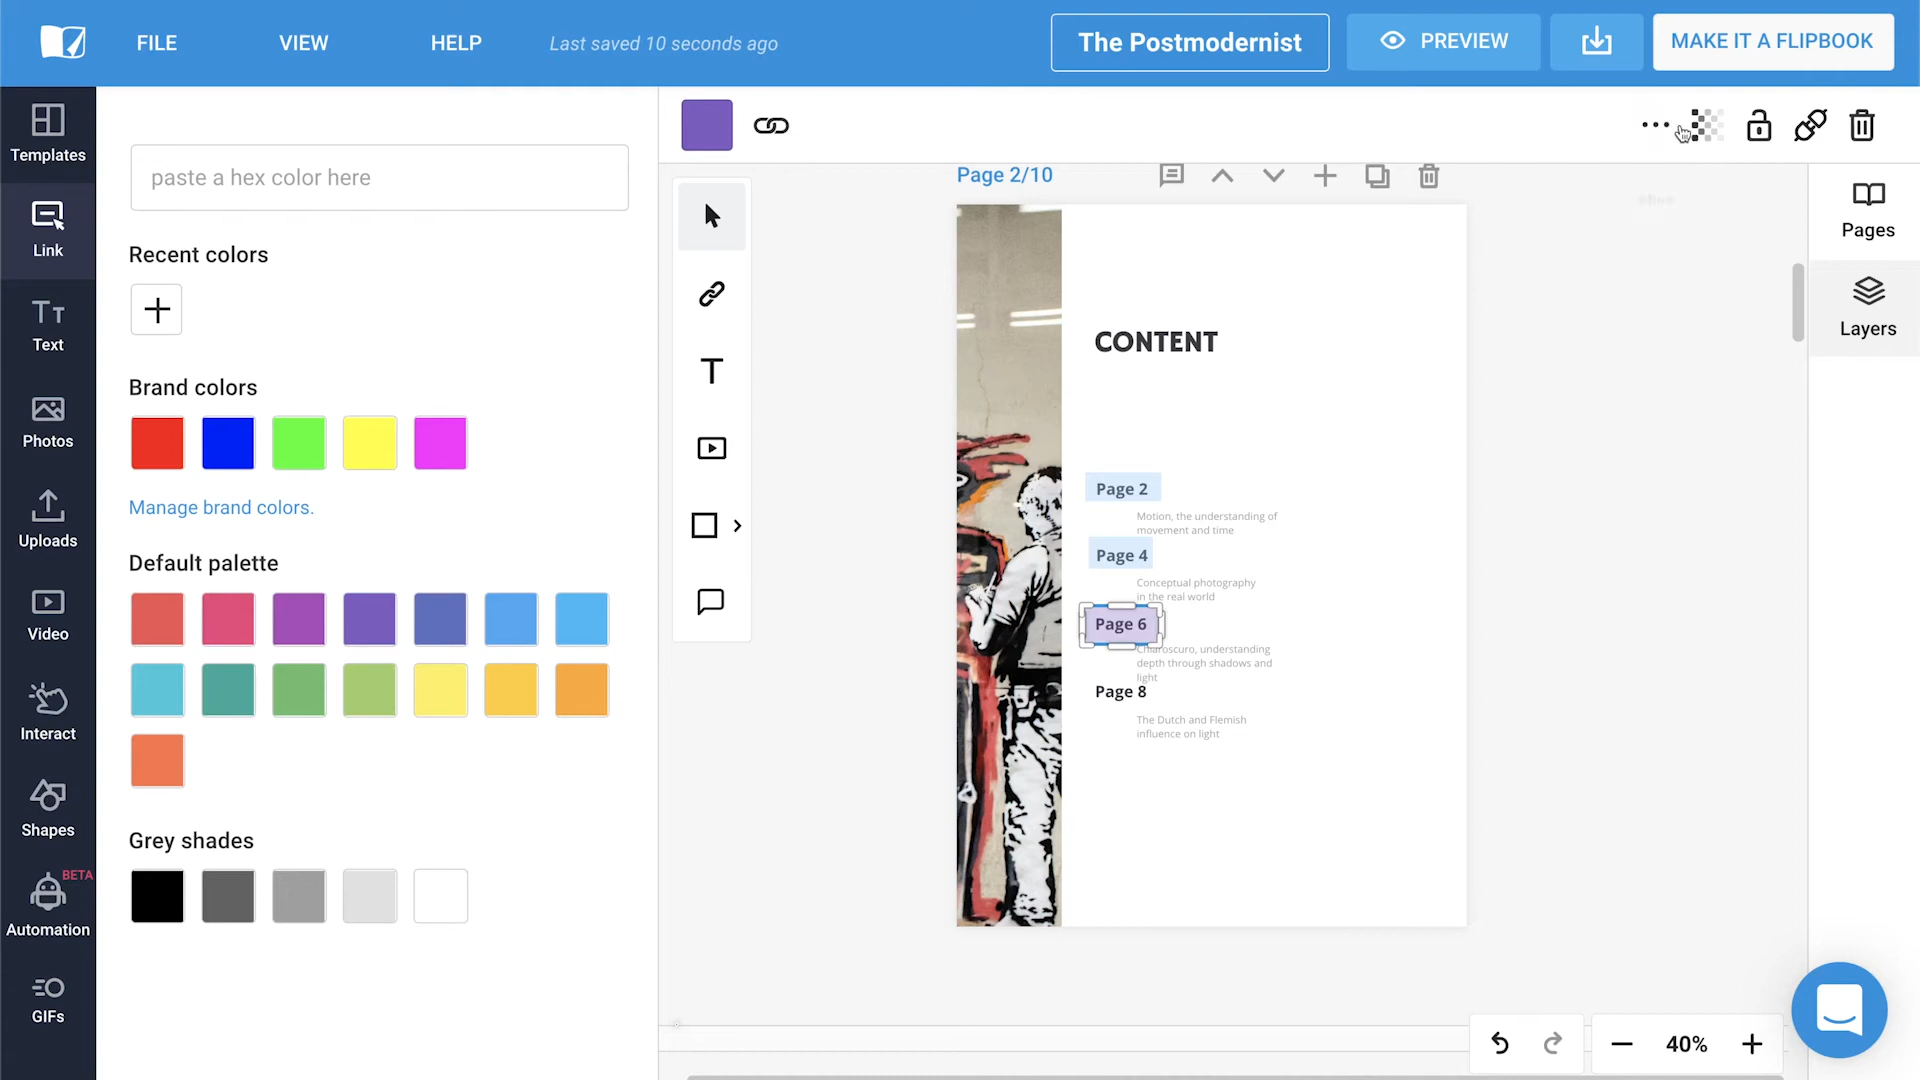 FILE
VIEW
HELP
Last saved 10 seconds ago
The Postmodernist
PREVIEW
MAKE IT A FLIPBOOK
Templates
Link
Text
Photos
Uploads
Video
Interact
Shapes
BETA
Automation
GIFs
paste a hex color here
Recent colors
Brand colors
Manage brand colors.
Default palette
Grey shades
Page 2/10
CONTENT
Page 2
Motion, the understanding of
movement and time
Page 4
Conceptual photography
in the real world
Page 6
Chiaroscuro, understanding
depth through shadows and
light
Page 8
The Dutch and Flemish
influence on light
Pages
Layers
40%